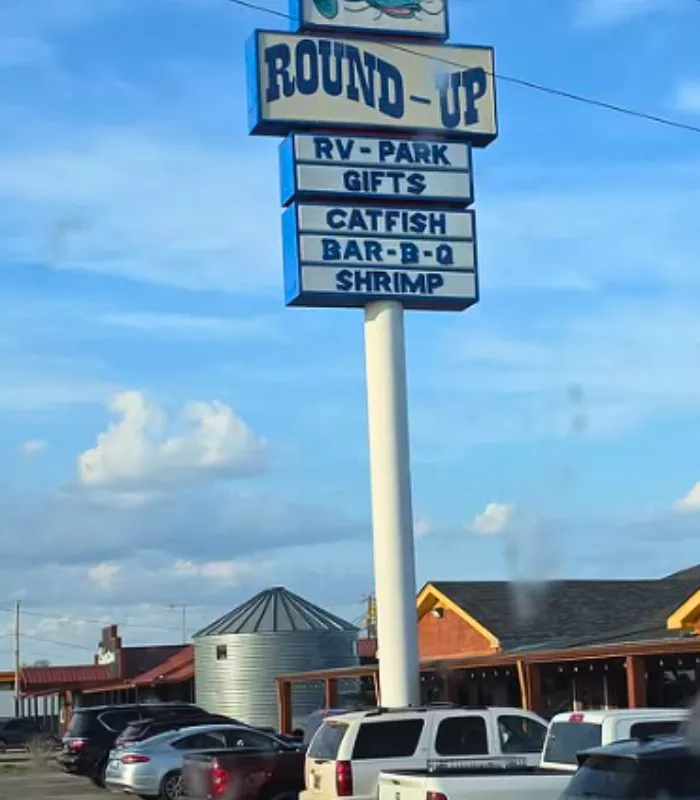 ROUND-UP
RV-PARK
GIFTS
CATFISH
BAR-B-Q
SHRIMP